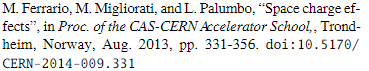 M. Ferrario, M. Migliorati, and L. Palumbo, “Space charge ef-
fects”, in Proc. of the CAS-CERN Accelerator School,, Trond-
heim, Norway, Aug. 2013, pp. 331-356. doi:10.5170/
CERN-2014-009.331